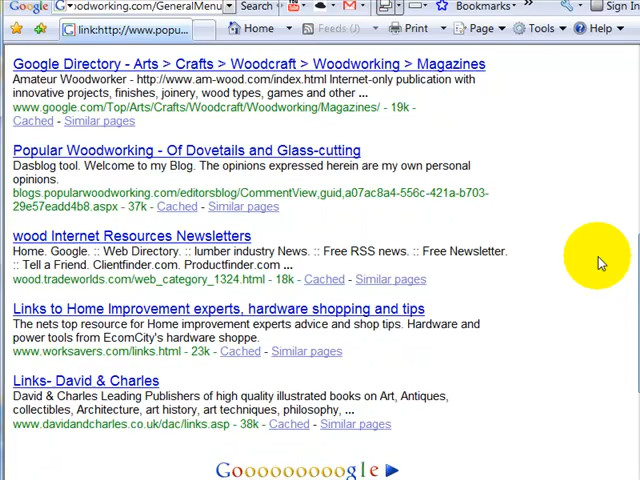 odworking.com/GeneralMenu Search Bookmarks Sign In
link:http://www.popu... Home Feeds (J) Print Page Tools Help
Google Directory - Arts > Crafts > Woodcraft > Woodworking > Magazines
Amateur Woodworker - http://www.am-wood.com/index.html Internet-only publication with
innovative projects, finishes, joinery, wood types, games and other ...
www.google.com/Top/Arts/Crafts/Woodcraft/Woodworking/Magazines/ - 19k -
Cached - Similar pages
Popular Woodworking - Of Dovetails and Glass-cutting
Dasblog tool. Welcome to my Blog. The opinions expressed herein are my own personal
opinions.
blogs.popularwoodworking.com/editorsblog/CommentView,guid,a07ac8a4-556c-421a-b703-
29e57eadd4b8.aspx - 37k - Cached - Similar pages
wood Internet Resources Newsletters
Home. Google. :: Web Directory. :: lumber industry News. :: Free RSS news. :: Free Newsletter.
:: Tell a Friend. Clientfinder.com. Productfinder.com ...
wood.tradeworlds.com/web_category_1324.html - 18k - Cached - Similar pages
Links to Home Improvement experts, hardware shopping and tips
The nets top resource for Home improvement experts advice and shop tips. Hardware and
power tools from EcomCity's hardware shoppe.
www.worksavers.com/links.html - 23k - Cached - Similar pages
Links- David & Charles
David & Charles Leading Publishers of high quality illustrated books on Art, Antiques,
collectibles, Architecture, art history, art techniques, philosophy, ...
www.davidandcharles.co.uk/dac/links.asp - 38k - Cached - Similar pages
Gooooooooogle